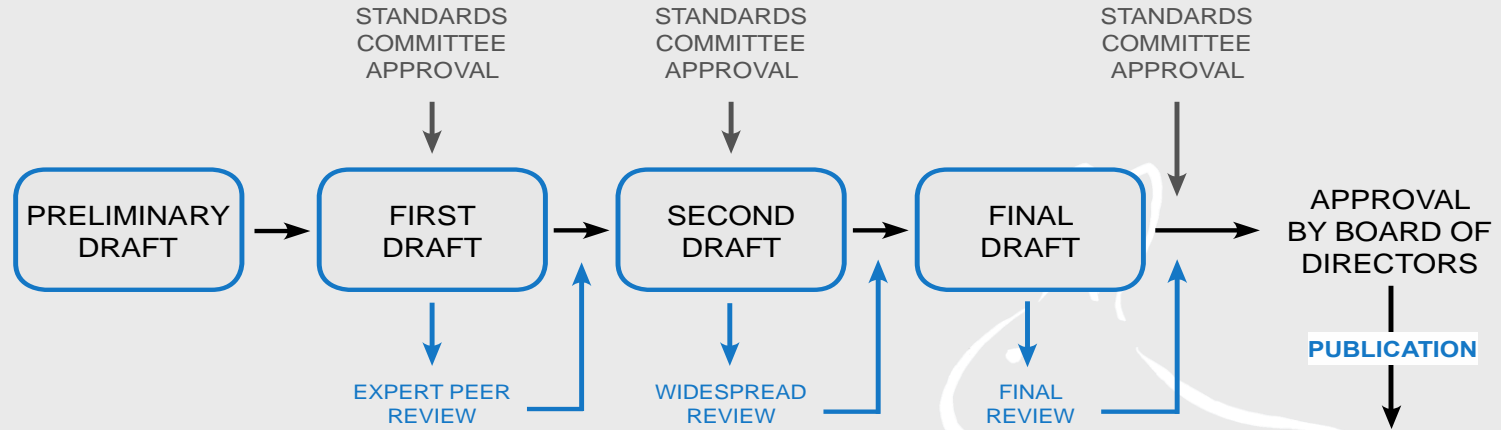 STANDARDS
COMMITTEE
APPROVAL
STANDARDS
COMMITTEE
APPROVAL
STANDARDS
COMMITTEE
APPROVAL
PRELIMINARY
DRAFT
FIRST
DRAFT
SECOND
DRAFT
FINAL
DRAFT
APPROVAL
BY BOARD OF
DIRECTORS
PUBLICATION
EXPERT PEER
REVIEW
WIDESPREAD
REVIEW
FINAL
REVIEW